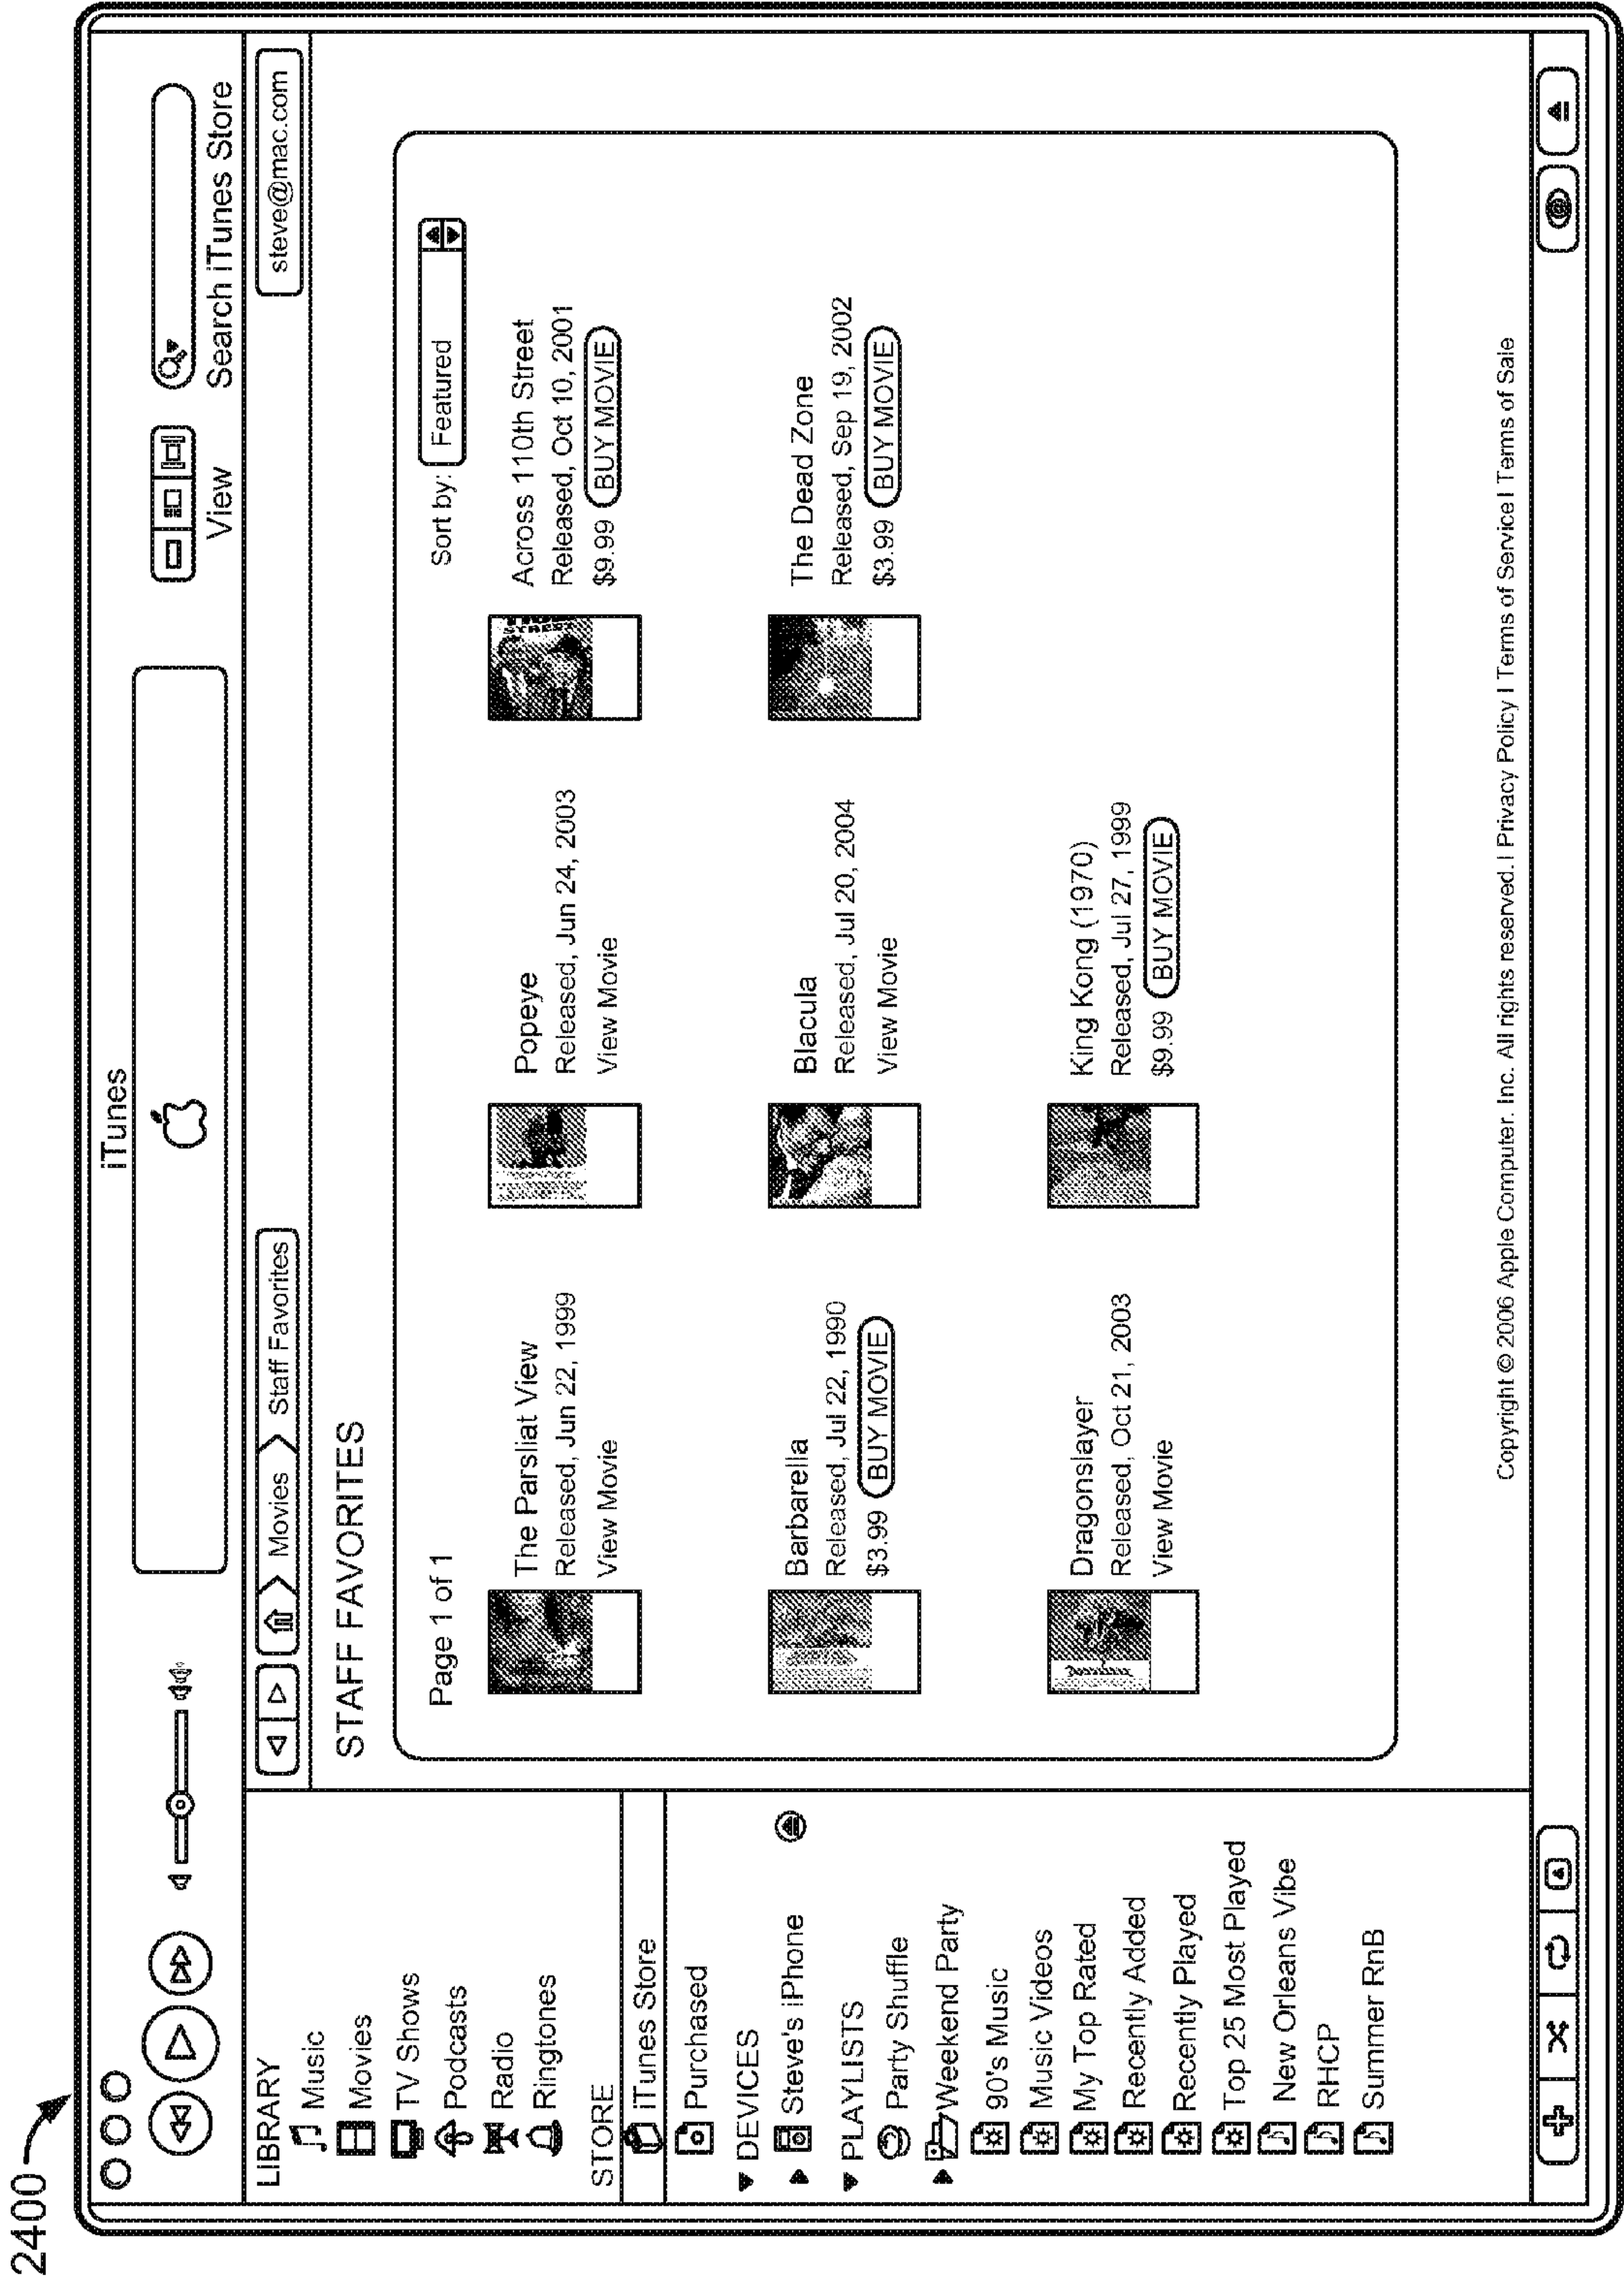 2400
iTunes
View
Search iTunes Store
Movies
Staff Favorites
steve@mac.com
LIBRARY
Music
Movies
TV Shows
Podcasts
Radio
Ringtones
STORE
iTunes Store
Purchased
DEVICES
Steve's iPhone
PLAYLISTS
Party Shuffle
Weekend Party
90's Music
Music Videos
My Top Rated
Recently Added
Recently Played
Top 25 Most Played
New Orleans Vibe
RHCP
Summer RnB
STAFF FAVORITES
Page 1 of 1
Sort by: Featured
The Parsliat View
Released, Jun 22, 1999
View Movie
Popeye
Released, Jun 24, 2003
View Movie
STREET
Across 110th Street
Released, Oct 10, 2001
$9.99 BUY MOVIE
Barbarella
Released, Jul 22, 1990
$3.99 BUY MOVIE
Blacula
Released, Jul 20, 2004
View Movie
The Dead Zone
Released, Sep 19, 2002
$3.99 BUY MOVIE
Dragonslayer
Released, Oct 21, 2003
View Movie
King Kong (1970)
Released, Jul 27, 1999
$9.99 BUY MOVIE
Copyright © 2006 Apple Computer. Inc. All rights reserved. | Privacy Policy | Terms of Service | Terms of Sale